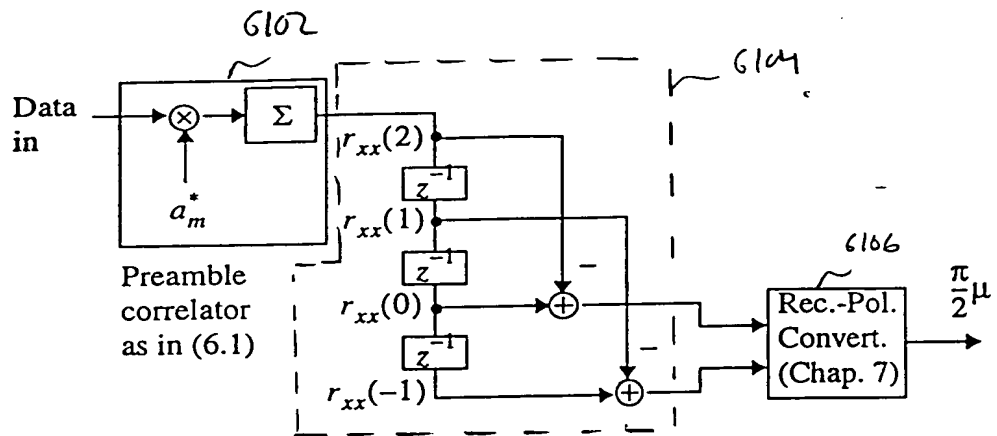 6102
6104
Data
in
×
Σ
a*m
rxx(2)
z⁻¹
rxx(1)
z⁻¹
rxx(0)
z⁻¹
rxx(-1)
−
+
−
+
Preamble
correlator
as in (6.1)
6106
Rec.-Pol.
Convert.
(Chap. 7)
π/2 μ